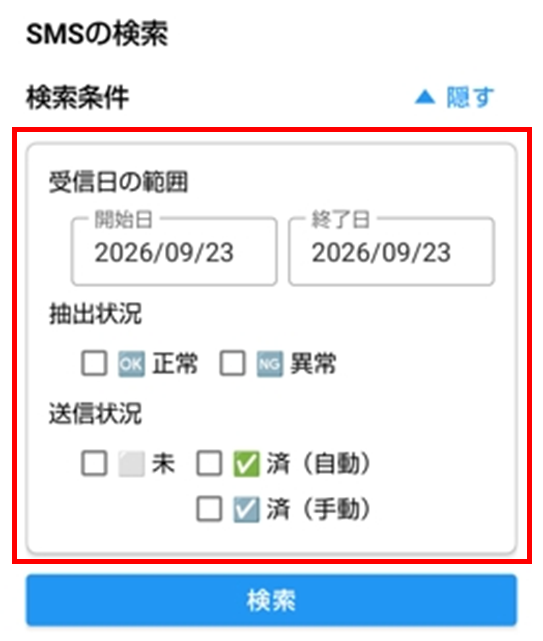 SMSの検索
検索条件 ▲ 隠す
受信日の範囲
開始日 終了日
2026/09/23 2026/09/23
抽出状況
☐ 🆗 正常 ☐ 🆖 異常
送信状況
☐ ⬜ 未 ☐ ✅ 済（自動）
☐ ☑ 済（手動）
検索